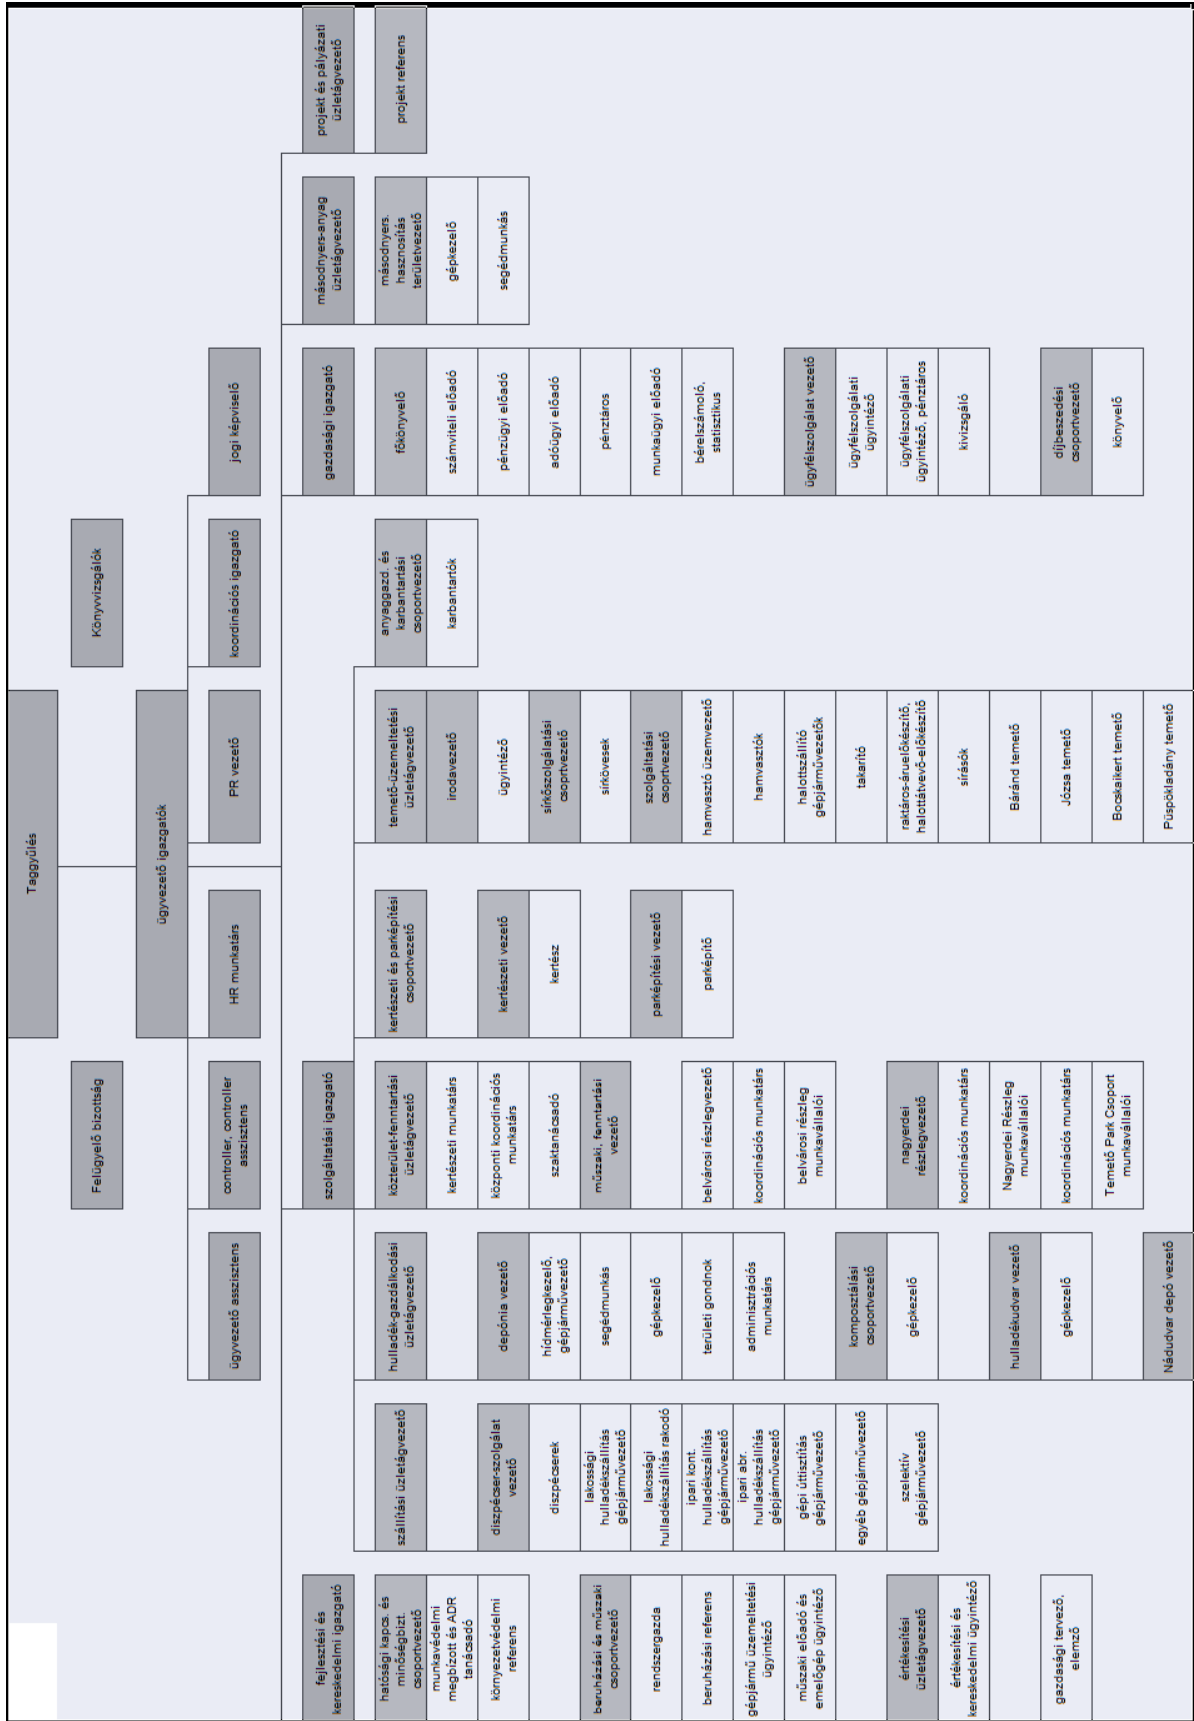 Taggyűlés
Felügyelő bizottság
Könyvvizsgálók
ügyvezető igazgatók
ügyvezető asszisztens
controller, controller
asszisztens
HR munkatárs
PR vezető
koordinációs igazgató
jogi képviselő
fejlesztési és
kereskedelmi igazgató
szolgáltatási igazgató
gazdasági igazgató
másodnyers-anyag
üzletágvezető
projekt és pályázati
üzletágvezető
hatósági kapcs. és
minőségbizt.
csoportvezető
munkavédelmi
megbízott és ADR
tanácsadó
környezetvédelmi
referens
beruházási és műszaki
csoportvezető
rendszergazda
beruházási referens
gépjármű üzemeltetési
ügyintéző
műszaki előadó és
emelőgép ügyintéző
értékesítési
üzletágvezető
értékesítési és
kereskedelmi ügyintéző
gazdasági tervező,
elemző
szállítási üzletágvezető
diszpécser-szolgálat
vezető
diszpécserek
lakossági
hulladékszállítás
gépjárművezető
lakossági
hulladékszállítás rakodó
ipari kont.
hulladékszállítás
gépjárművezető
ipari abr.
hulladékszállítás
gépjárművezető
gépi úttisztítás
gépjárművezető
egyéb gépjárművezető
szelektív
gépjárművezető
hulladék-gazdálkodási
üzletágvezető
depónia vezető
hídmérlegkezelő,
gépjárművezető
segédmunkás
gépkezelő
területi gondnok
adminisztrációs
munkatárs
komposztálási
csoportvezető
gépkezelő
hulladékudvar vezető
gépkezelő
Nádudvar depó vezető
közterület-fenntartási
üzletágvezető
kertészeti munkatárs
központi koordinációs
munkatárs
szaktanácsadó
műszaki, fenntartási
vezető
belvárosi részlegvezető
koordinációs munkatárs
belvárosi részleg
munkavállalói
nagyerdei
részlegvezető
koordinációs munkatárs
Nagyerdei Részleg
munkavállalói
koordinációs munkatárs
Temető Park Csoport
munkavállalói
kertészeti és parképítési
csoportvezető
kertészeti vezető
kertész
parképítési vezető
parképítő
temető-üzemeltetési
üzletágvezető
irodavezető
ügyintéző
sírkőszolgálatási
csoprtvezető
sírkövesek
szolgáltatási
csoprtvezető
hamvasztó üzemvezető
hamvasztók
halottszállító
gépjárművezetők
takarító
raktáros-áruelőkészítő,
halottátvevő-előkészítő
sírásók
Báránd temető
Józsa temető
Bocskaikert temető
Püspökladány temető
anyaggazd. és
karbantartási
csoportvezető
karbantartók
főkönyvelő
számviteli előadó
pénzügyi előadó
adóügyi előadó
pénztáros
munkaügyi előadó
bérelszámoló,
statisztikus
ügyfélszolgálat vezető
ügyfélszolgálati
ügyintéző
ügyfélszolgálati
ügyintéző, pénztáros
kivizsgáló
díjbeszedési
csoportvezető
könyvelő
másodnyers.
hasznosítás
területvezető
gépkezelő
segédmunkás
projekt referens